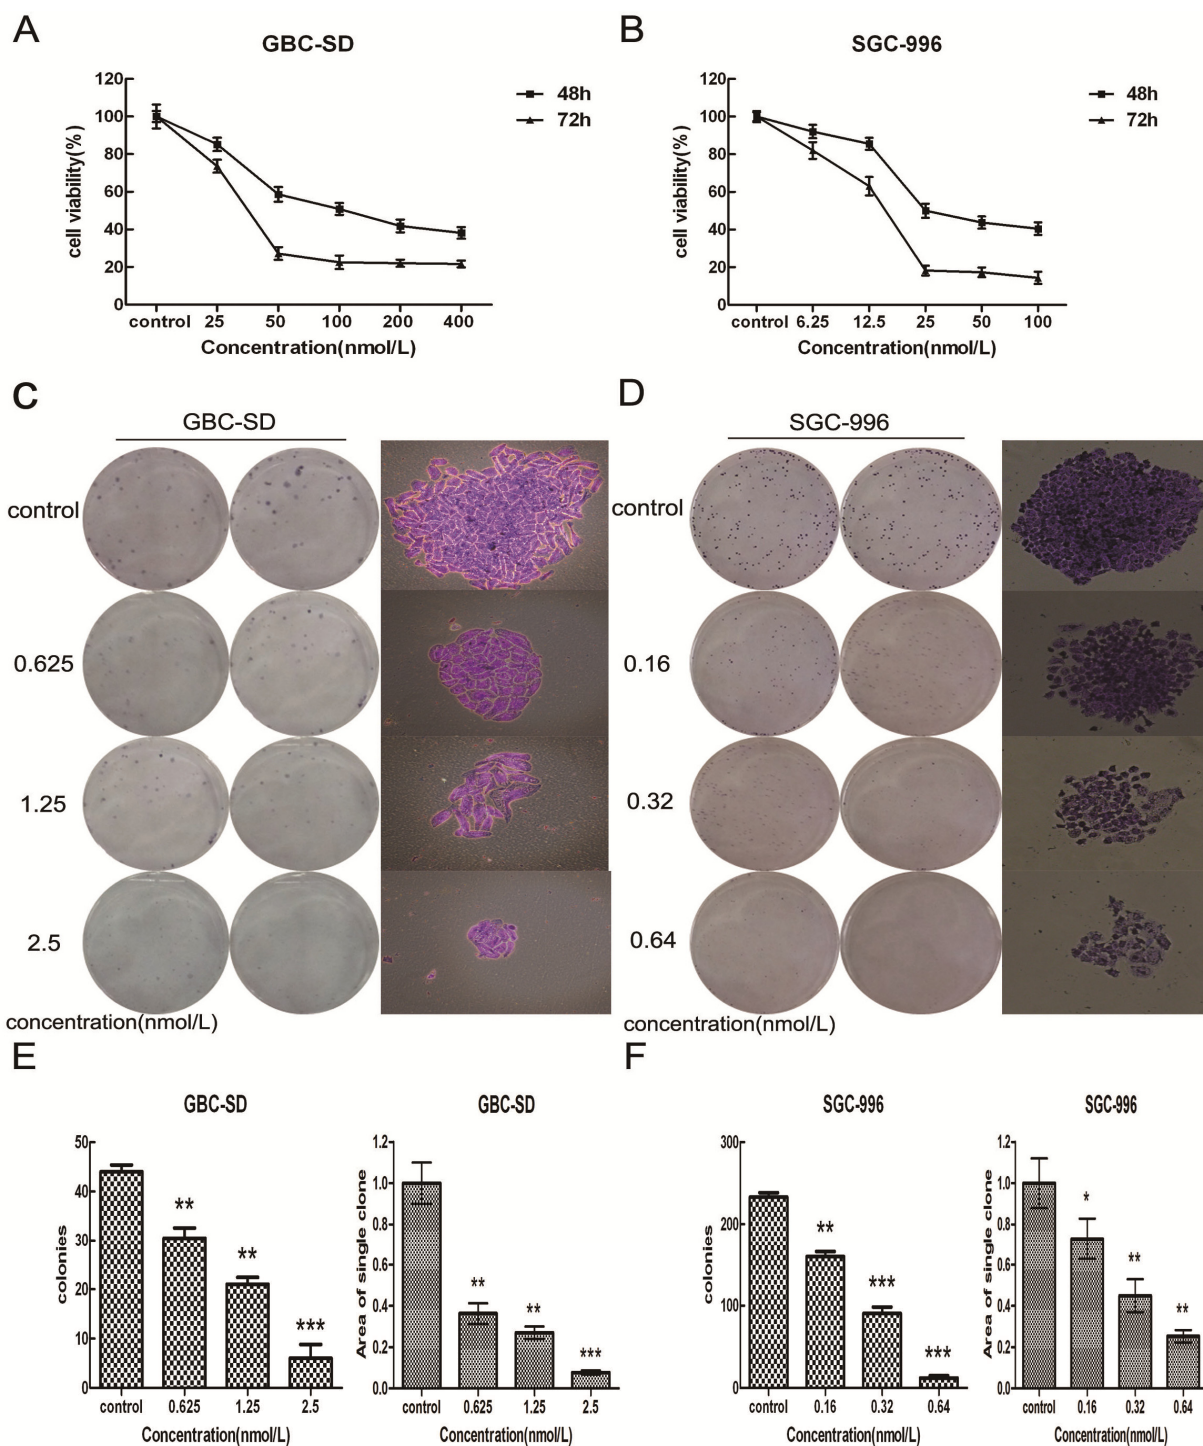 A
GBC-SD
120
100
80
60
40
20
0
cell viability(%)
48h
72h
control 25 50 100 200 400
Concentration(nmol/L)
B
SGC-996
120
100
80
60
40
20
0
cell viability(%)
48h
72h
control 6.25 12.5 25 50 100
Concentration(nmol/L)
C
GBC-SD
control
0.625
1.25
2.5
concentration(nmol/L)
D
SGC-996
control
0.16
0.32
0.64
concentration(nmol/L)
E
GBC-SD
50
40
30
20
10
0
colonies
** ** ***
control 0.625 1.25 2.5
Concentration(nmol/L)
GBC-SD
1.2
1.0
0.8
0.6
0.4
0.2
0.0
Area of single clone
** ** ***
control 0.625 1.25 2.5
Concentration(nmol/L)
F
SGC-996
300
200
100
0
colonies
** *** ***
control 0.16 0.32 0.64
Concentration(nmol/L)
SGC-996
1.2
1.0
0.8
0.6
0.4
0.2
0.0
Area of single clone
* ** **
control 0.16 0.32 0.64
Concentration(nmol/L)